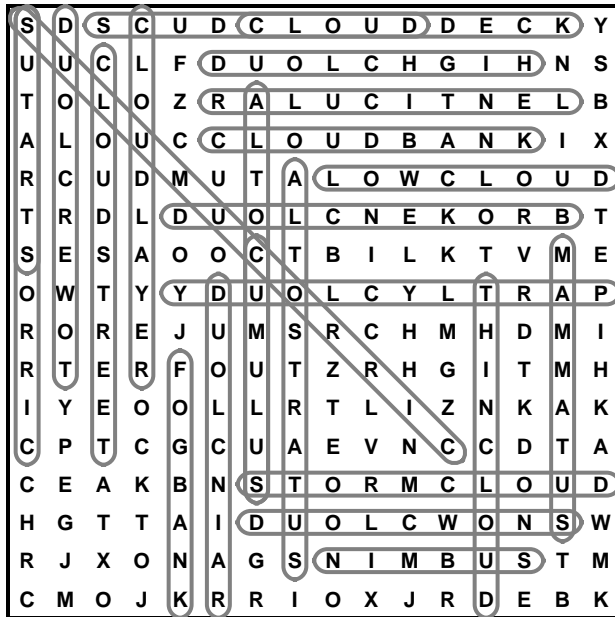 S D S C U D C L O U D D E C K Y
U U C L F D U O L C H G I H N S
T O L O Z R A L U C I T N E L B
A L O U C C L O U D B A N K I X
R C U D M U T A L O W C L O U D
T R D L D U O L C N E K O R B T
S E S A O O C T B I L K T V M E
O W T Y Y D U O L C Y L T R A P
R O R E J U M S R C H M H D M I
R T E R F O U T Z R H G I T M H
I Y E O O L L R T L I Z N K A K
C P T C G C U A E V N C C D T A
C E A K B N S T O R M C L O U D
H G T T A I D U O L C W O N S W
R J X O N A G S N I M B U S T M
C M O J K R R I O X J R D E B K